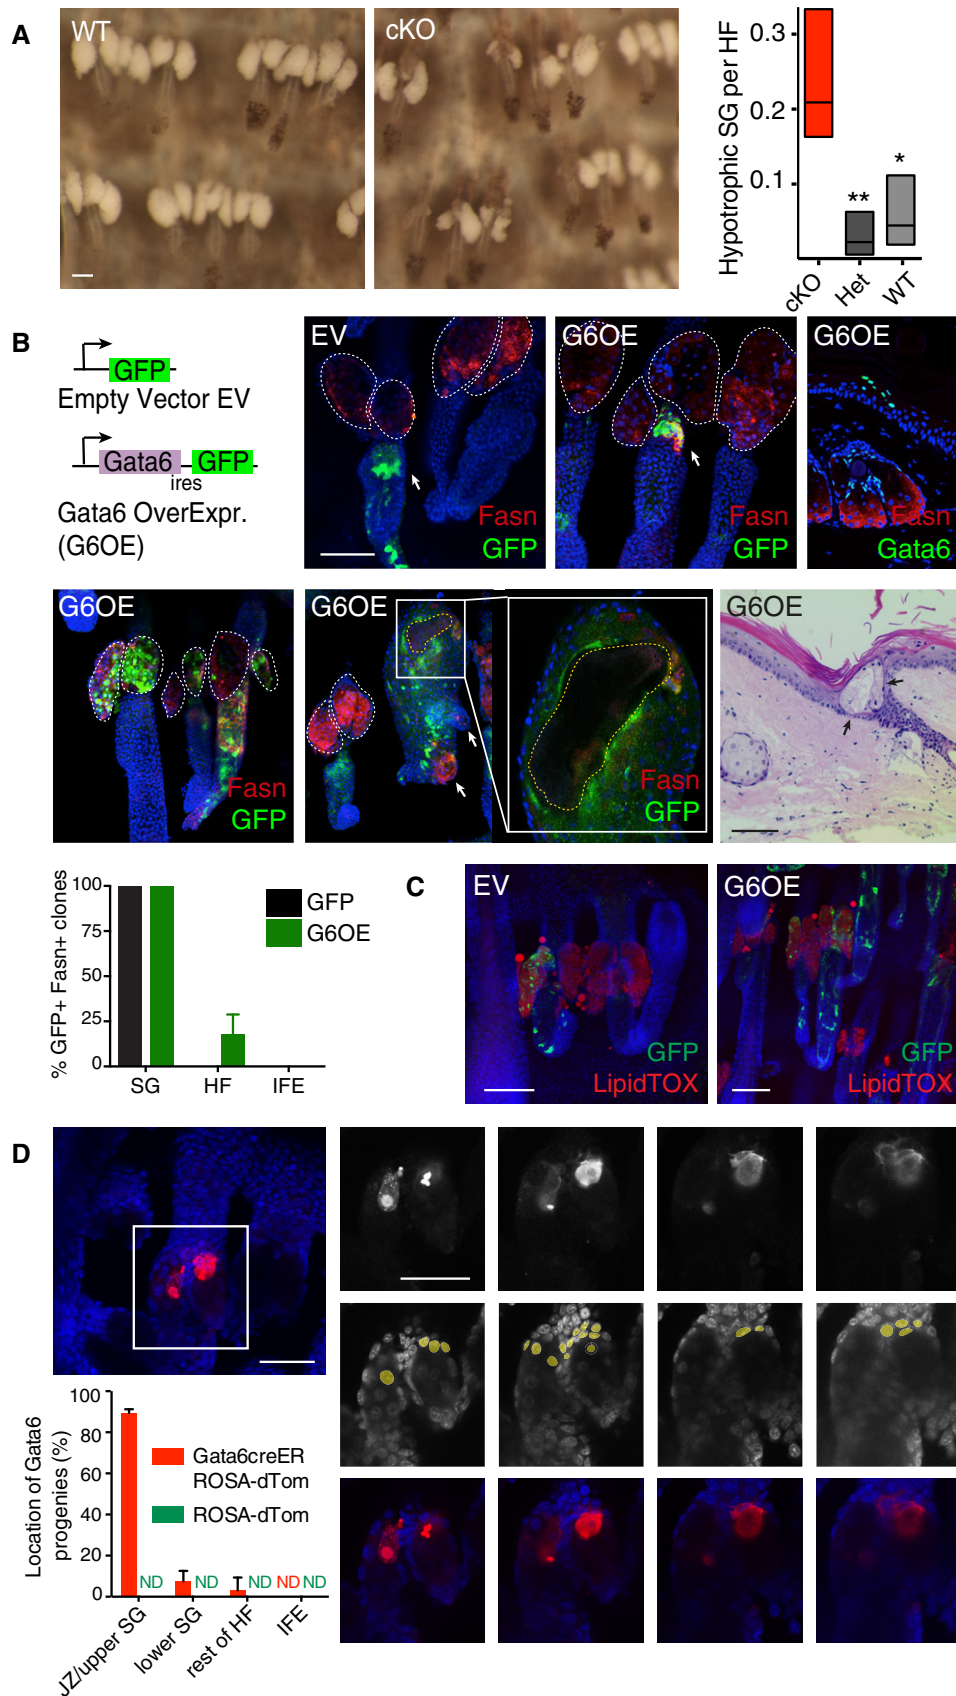 A
WT
cKO
Hypotrophic SG per HF
0.3
0.2
0.1
**
*
cKO
Het
WT
B
GFP
Empty Vector EV
Gata6
GFP
ires
Gata6 OverExpr.
(G6OE)
EV
Fasn
GFP
G6OE
Fasn
GFP
G6OE
Fasn
Gata6
G6OE
Fasn
GFP
G6OE
Fasn
GFP
G6OE
% GFP+ Fasn+ clones
100
75
50
25
0
SG
HF
IFE
GFP
G6OE
C
EV
GFP
LipidTOX
G6OE
GFP
LipidTOX
D
Location of Gata6
progenies (%)
100
80
60
40
20
0
Gata6creER
ROSA-dTom
ROSA-dTom
ND
ND
ND
ND
ND
JZ/upper SG
lower SG
rest of HF
IFE